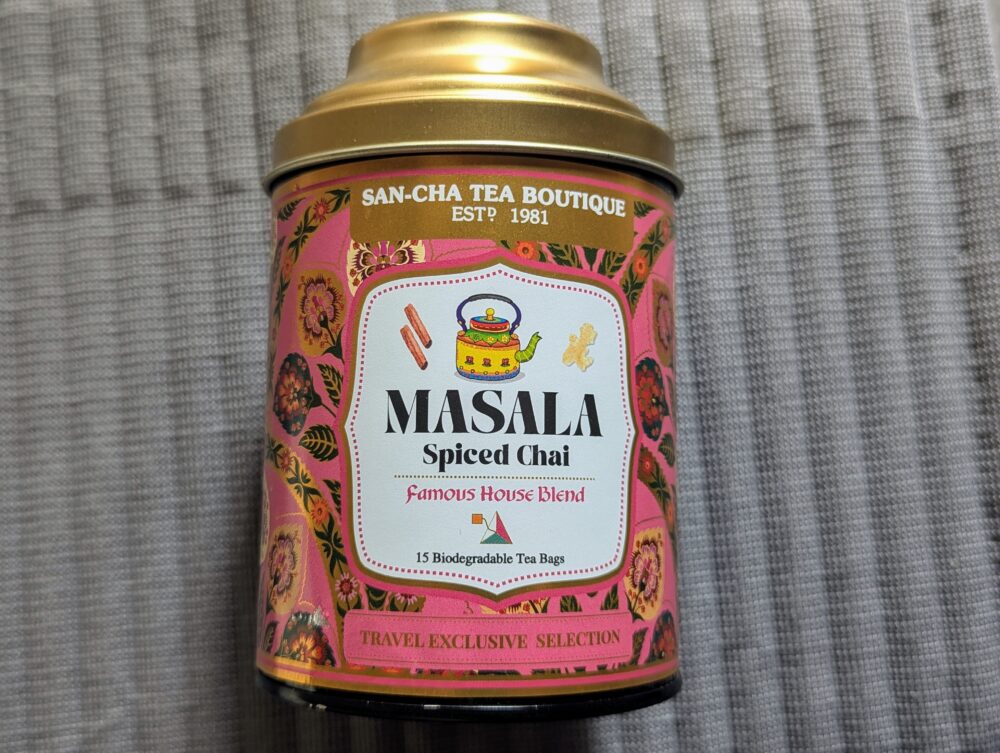 SAN-CHA TEA BOUTIQUE
ESTD. 1981
MASALA
Spiced Chai
Famous House Blend
15 Biodegradable Tea Bags
TRAVEL EXCLUSIVE SELECTION